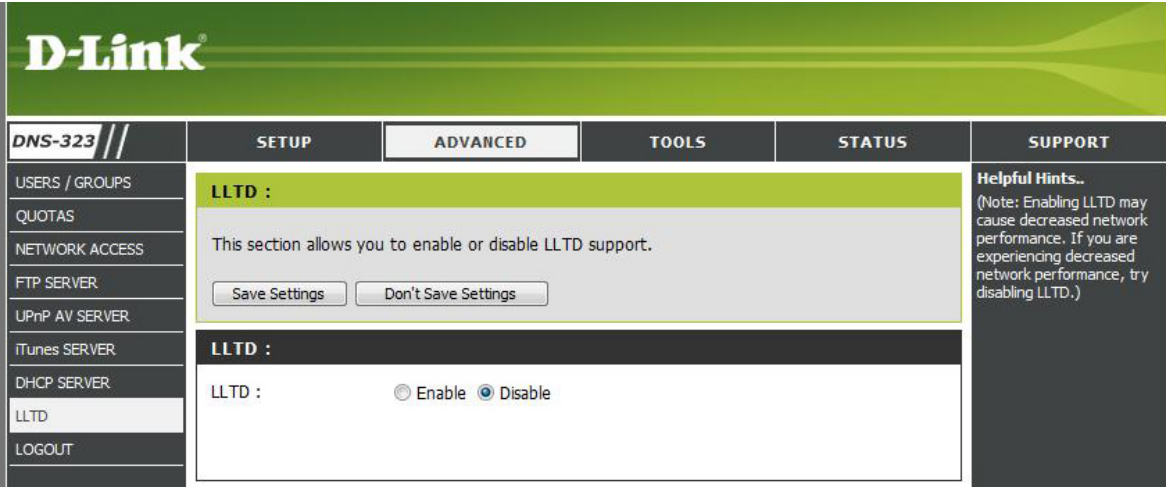 D-Link®
DNS-323
SETUP
ADVANCED
TOOLS
STATUS
SUPPORT
USERS / GROUPS
QUOTAS
NETWORK ACCESS
FTP SERVER
UPnP AV SERVER
iTunes SERVER
DHCP SERVER
LLTD
LOGOUT
LLTD :
This section allows you to enable or disable LLTD support.
Save Settings
Don't Save Settings
LLTD :
LLTD :
Enable
Disable
Helpful Hints..
(Note: Enabling LLTD may
cause decreased network
performance. If you are
experiencing decreased
network performance, try
disabling LLTD.)